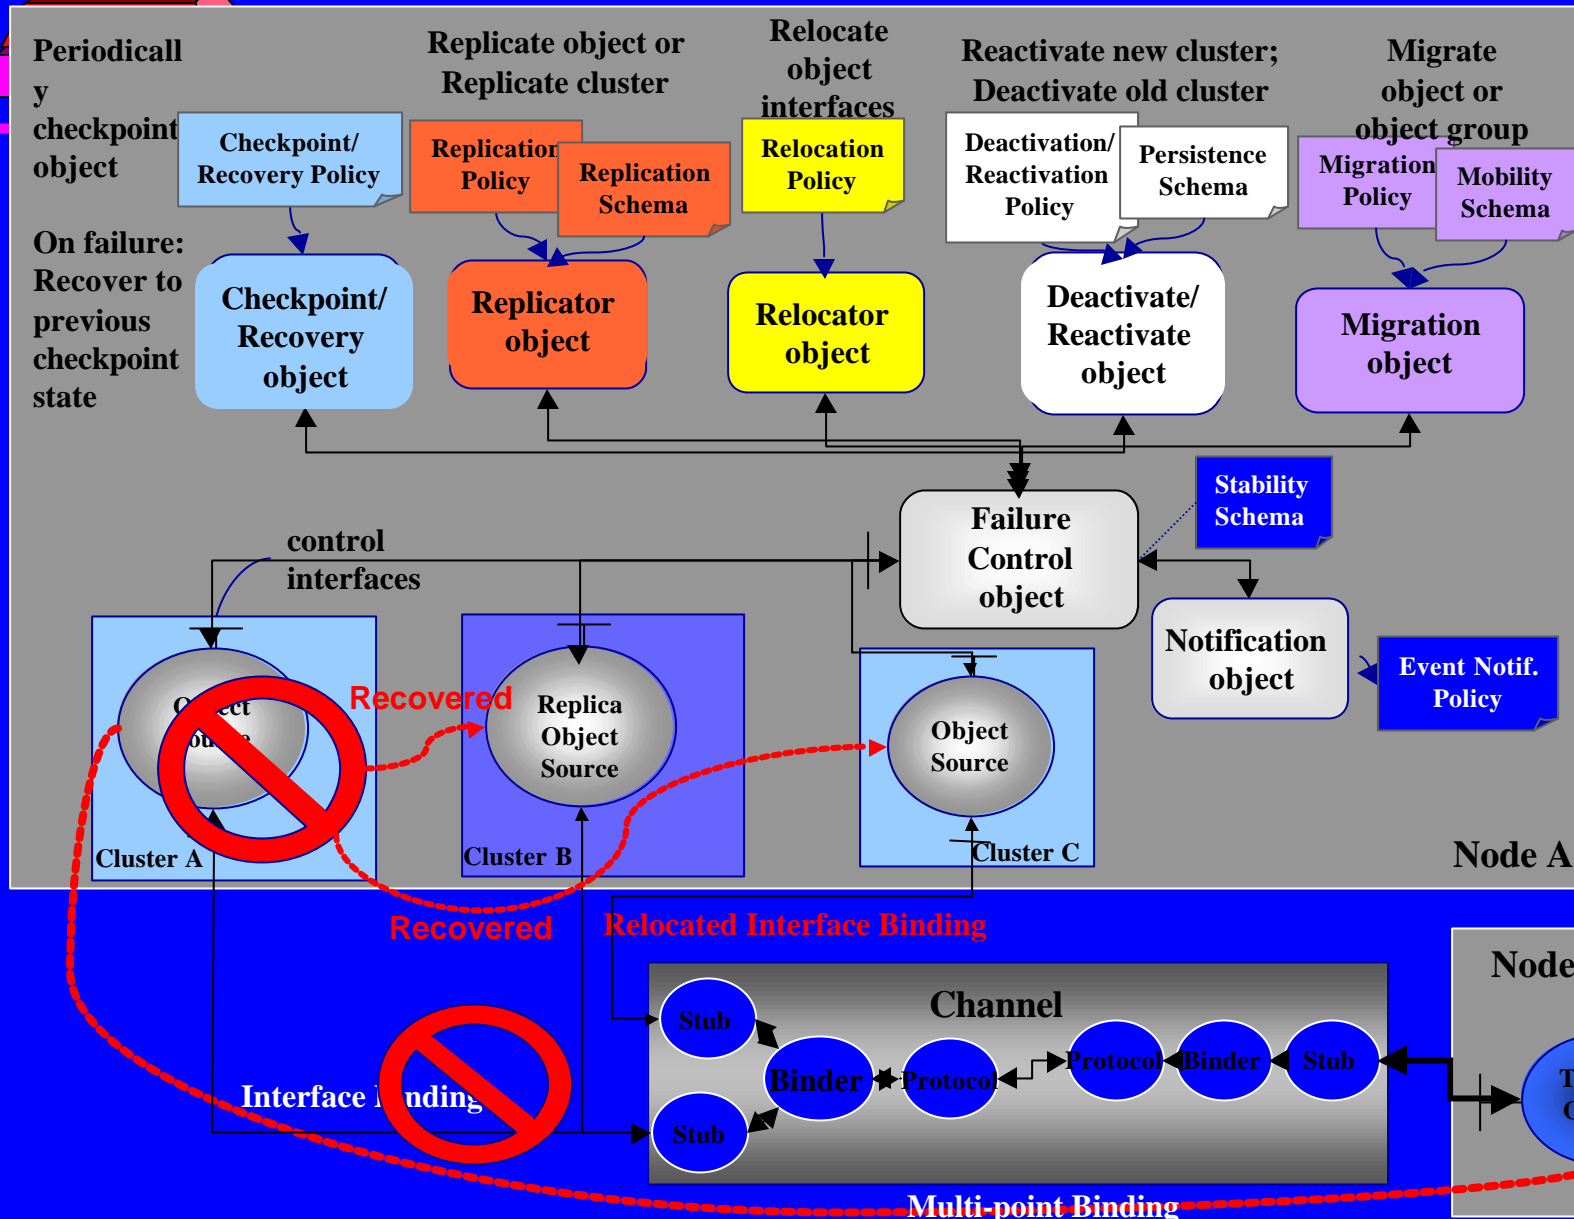 Periodicall
y
checkpoint
object
On failure:
Recover to
previous
checkpoint
state
Replicate object or
Replicate cluster
Relocate
object
interfaces
Reactivate new cluster;
Deactivate old cluster
Migrate
object or
object group
Checkpoint/
Recovery Policy
Replication
Policy
Replication
Schema
Relocation
Policy
Deactivation/
Reactivation
Policy
Persistence
Schema
Migration
Policy
Mobility
Schema
Checkpoint/
Recovery
object
Replicator
object
Relocator
object
Deactivate/
Reactivate
object
Migration
object
Failure
Control
object
Stability
Schema
control
interfaces
Notification
object
Event Notif.
Policy
Object
Source
Cluster A
Recovered
Replica
Object
Source
Cluster B
Object
Source
Cluster C
Node A
Recovered
Relocated Interface Binding
Node
Channel
Stub
Binder
Protocol
Protocol
Binder
Stub
Stub
Interface Binding
Multi-point Binding